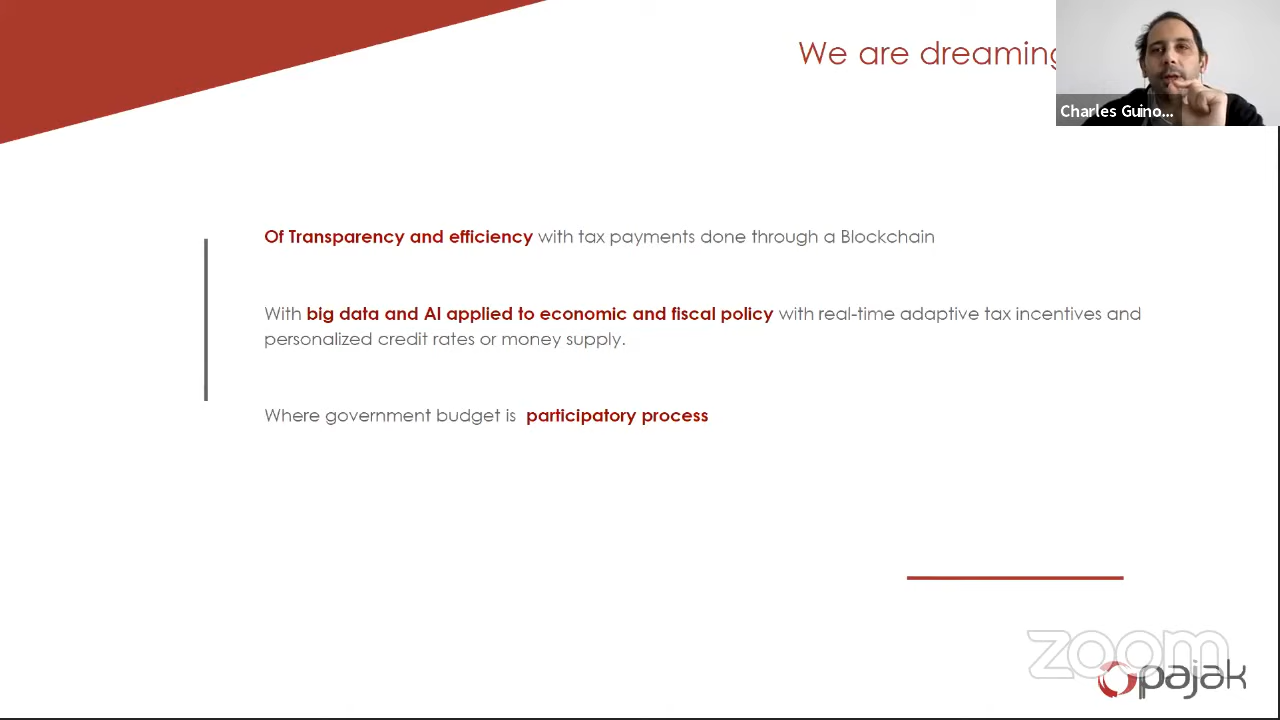 We are dreaming
Charles Guino...
Of Transparency and efficiency with tax payments done through a Blockchain
With big data and AI applied to economic and fiscal policy with real-time adaptive tax incentives and
personalized credit rates or money supply.
Where government budget is participatory process
zoom
Opajak